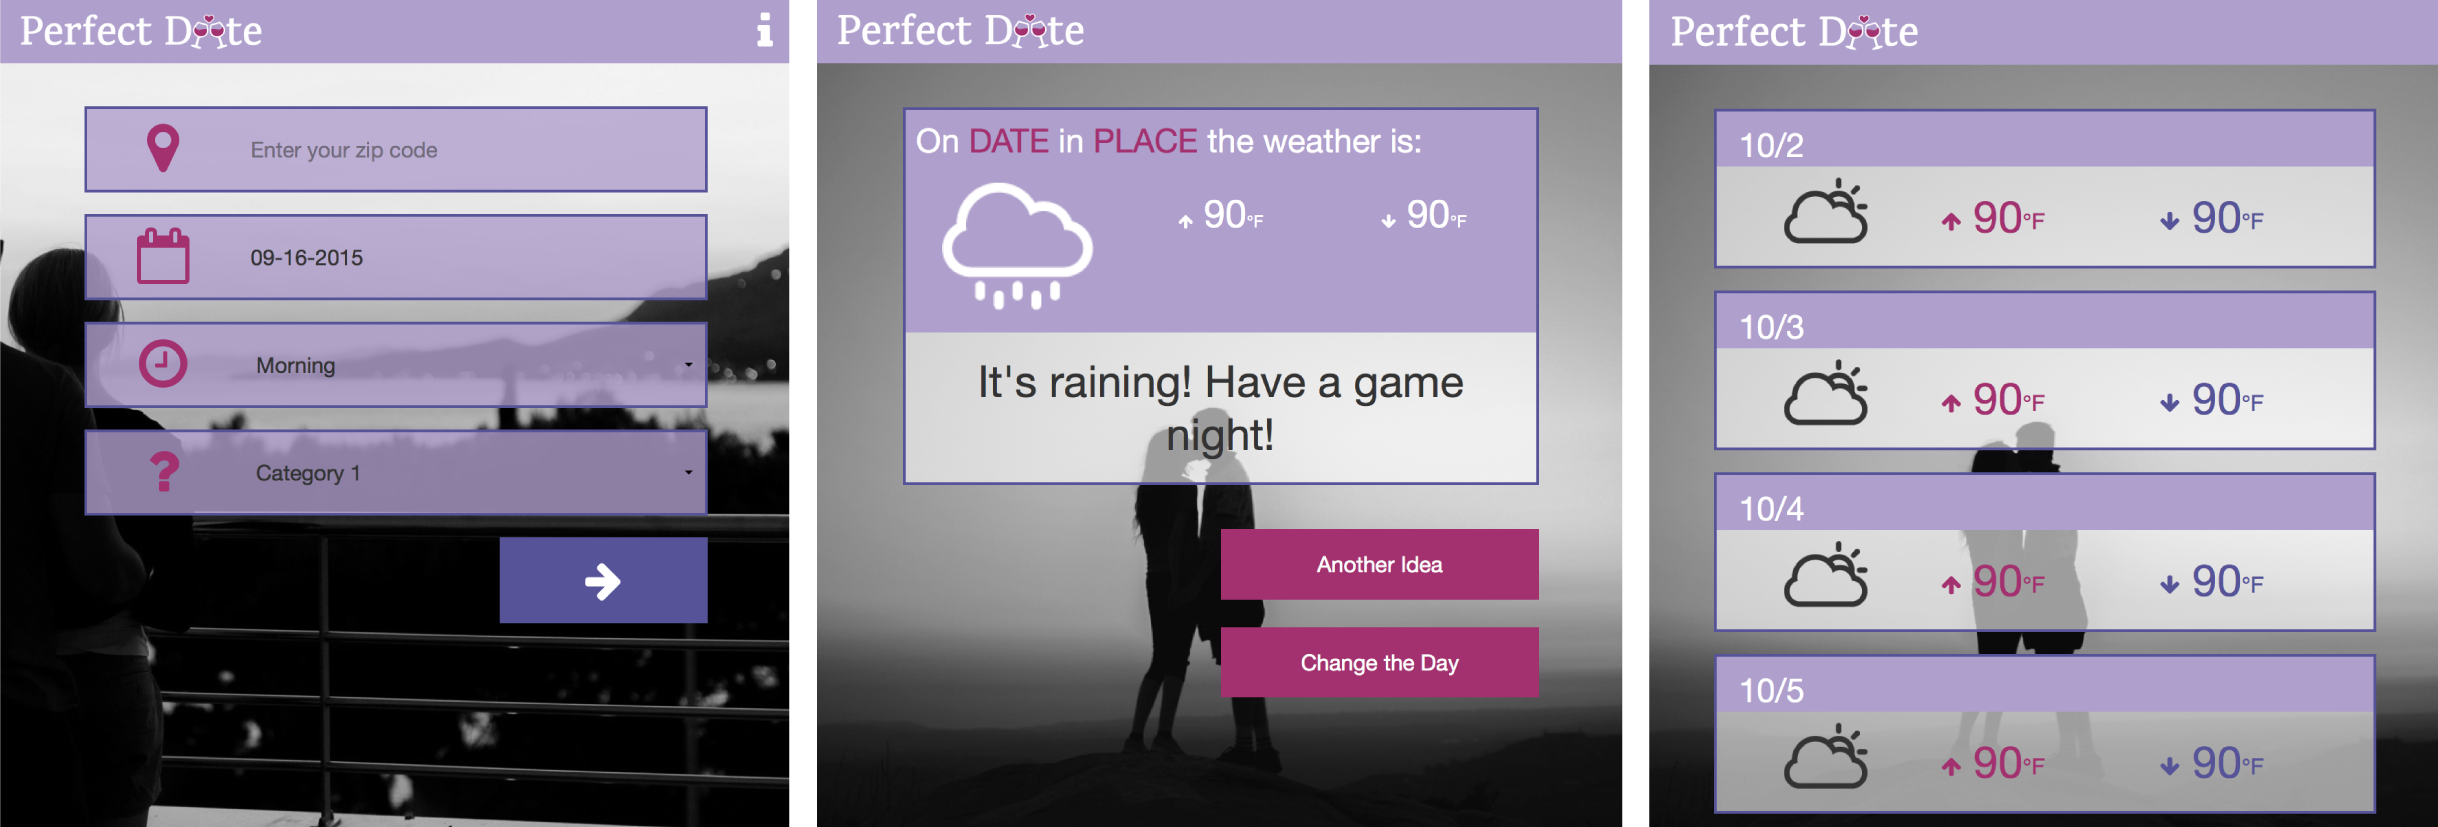 Perfect Date
Enter your zip code
09-16-2015
Morning
Category 1
Perfect Date
On DATE in PLACE the weather is:
90°F 90°F
It's raining! Have a game
night!
Another Idea
Change the Day
Perfect Date
10/2
90°F 90°F
10/3
90°F 90°F
10/4
90°F 90°F
10/5
90°F 90°F